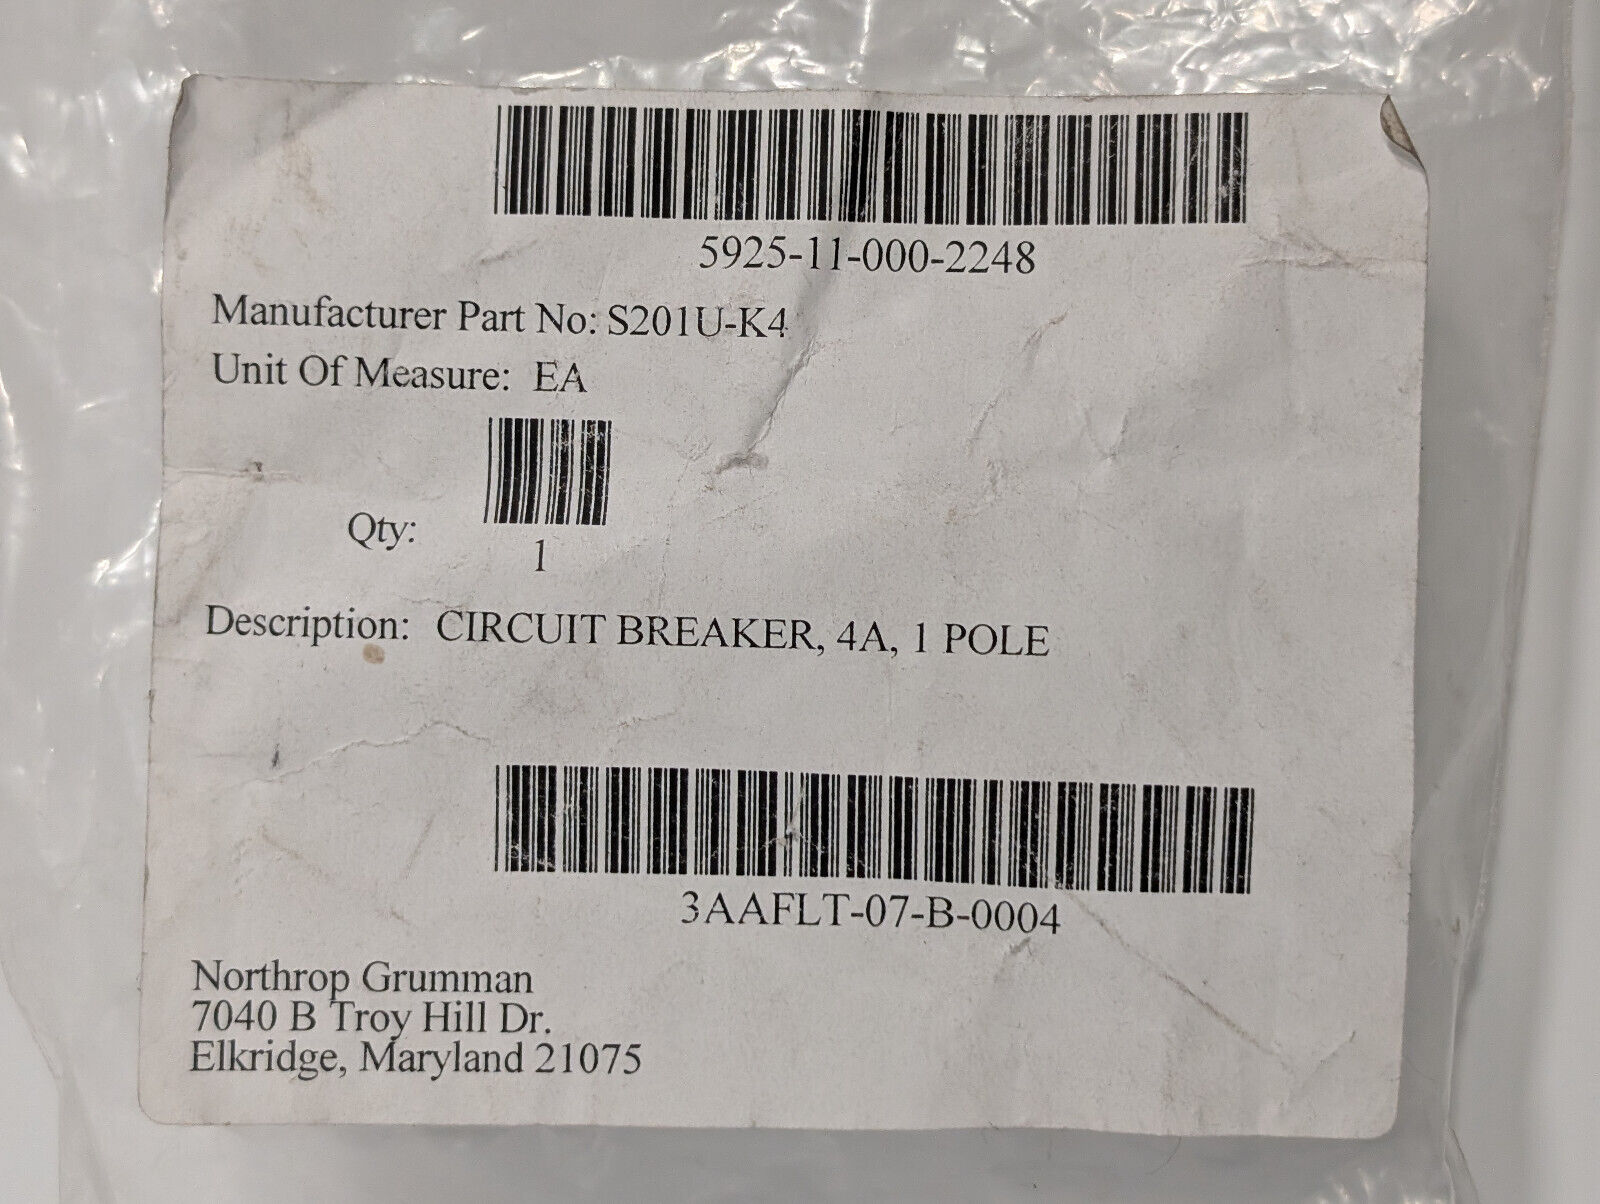 5925-11-000-2248
Manufacturer Part No: S201U-K4
Unit Of Measure: EA
Qty:
1
Description: CIRCUIT BREAKER, 4A, 1 POLE
3AAFLT-07-B-0004
Northrop Grumman
7040 B Troy Hill Dr.
Elkridge, Maryland 21075